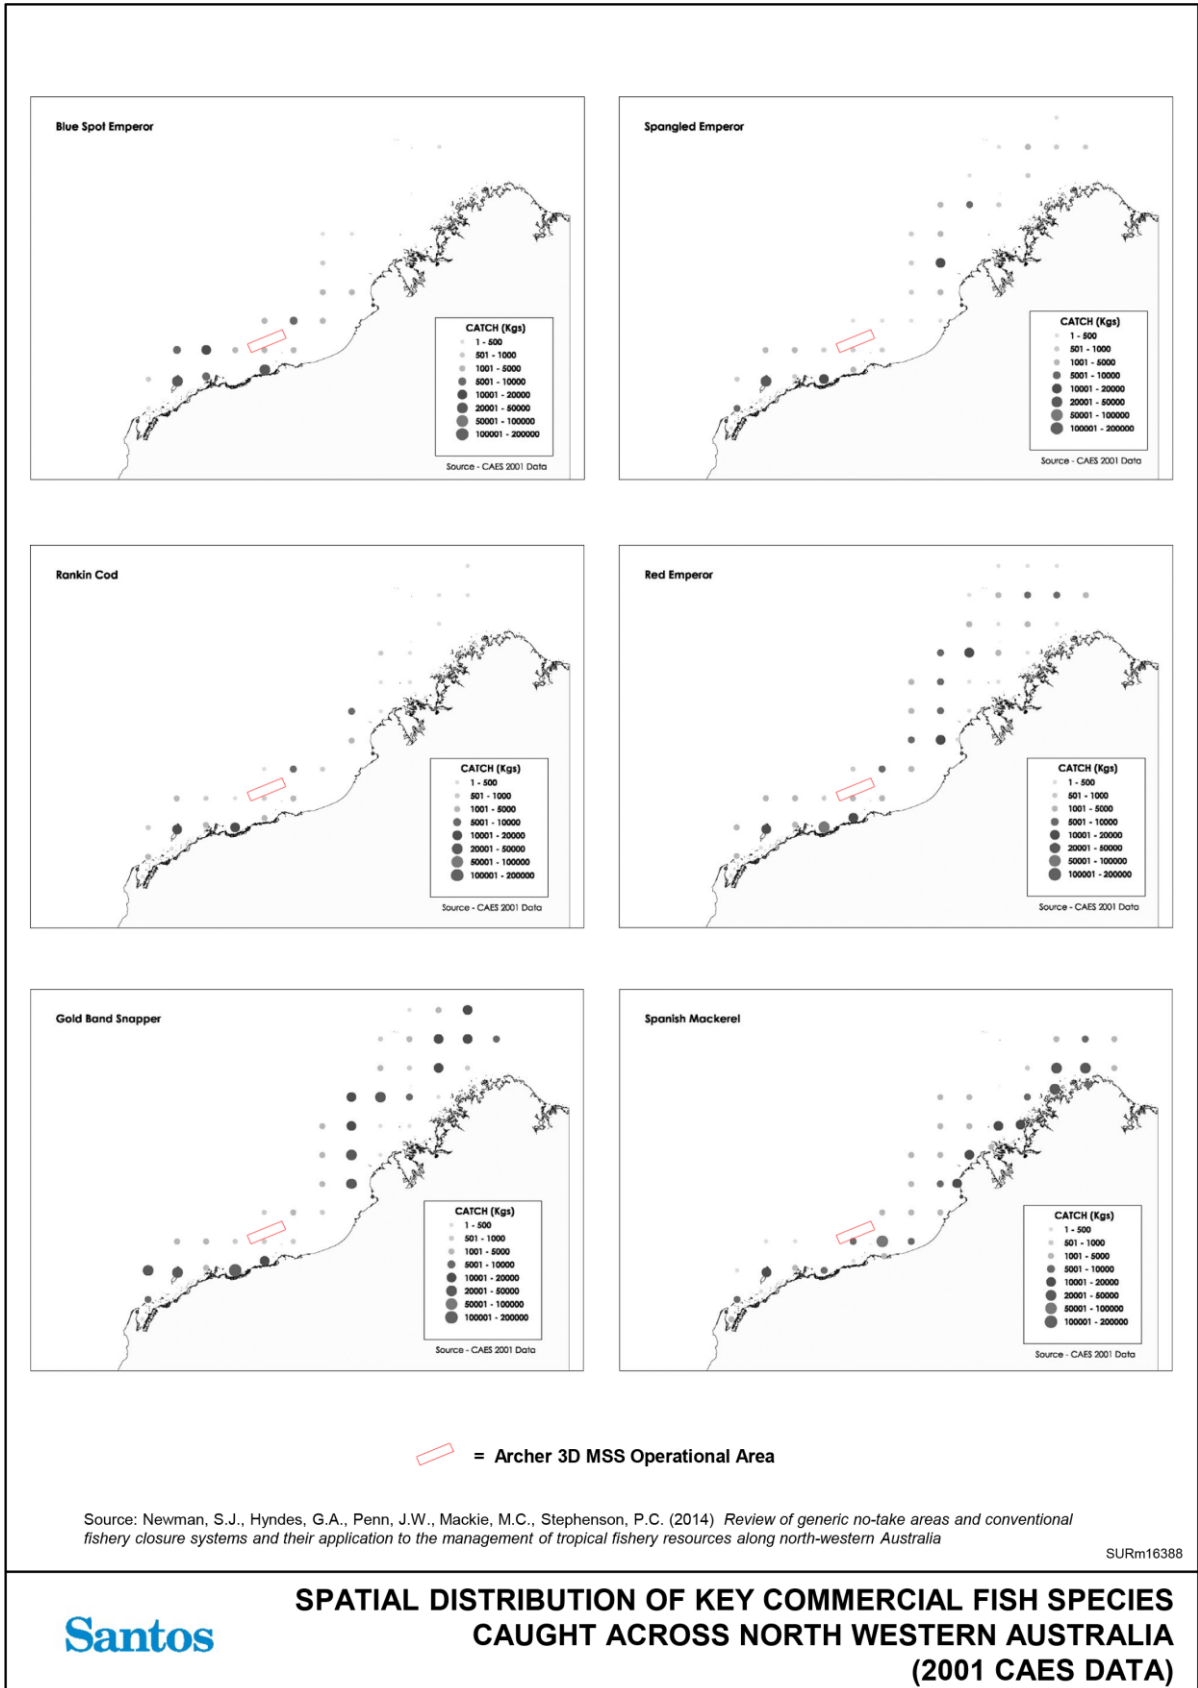 Blue Spot Emperor
CATCH (Kgs)
1 - 500
501 - 1000
1001 - 5000
5001 - 10000
10001 - 20000
20001 - 50000
50001 - 100000
100001 - 200000
Source - CAES 2001 Data
Spangled Emperor
CATCH (Kgs)
1 - 500
501 - 1000
1001 - 5000
5001 - 10000
10001 - 20000
20001 - 50000
50001 - 100000
100001 - 200000
Source - CAES 2001 Data
Rankin Cod
CATCH (Kgs)
1 - 500
501 - 1000
1001 - 5000
5001 - 10000
10001 - 20000
20001 - 50000
50001 - 100000
100001 - 200000
Source - CAES 2001 Data
Red Emperor
CATCH (Kgs)
1 - 500
501 - 1000
1001 - 5000
5001 - 10000
10001 - 20000
20001 - 50000
50001 - 100000
100001 - 200000
Source - CAES 2001 Data
Gold Band Snapper
CATCH (Kgs)
1 - 500
501 - 1000
1001 - 5000
5001 - 10000
10001 - 20000
20001 - 50000
50001 - 100000
100001 - 200000
Source - CAES 2001 Data
Spanish Mackerel
CATCH (Kgs)
1 - 500
501 - 1000
1001 - 5000
5001 - 10000
10001 - 20000
20001 - 50000
50001 - 100000
100001 - 200000
Source - CAES 2001 Data
= Archer 3D MSS Operational Area
Source: Newman, S.J., Hyndes, G.A., Penn, J.W., Mackie, M.C., Stephenson, P.C. (2014) Review of generic no-take areas and conventional
fishery closure systems and their application to the management of tropical fishery resources along north-western Australia
SURm16388
Santos
SPATIAL DISTRIBUTION OF KEY COMMERCIAL FISH SPECIES
CAUGHT ACROSS NORTH WESTERN AUSTRALIA
(2001 CAES DATA)